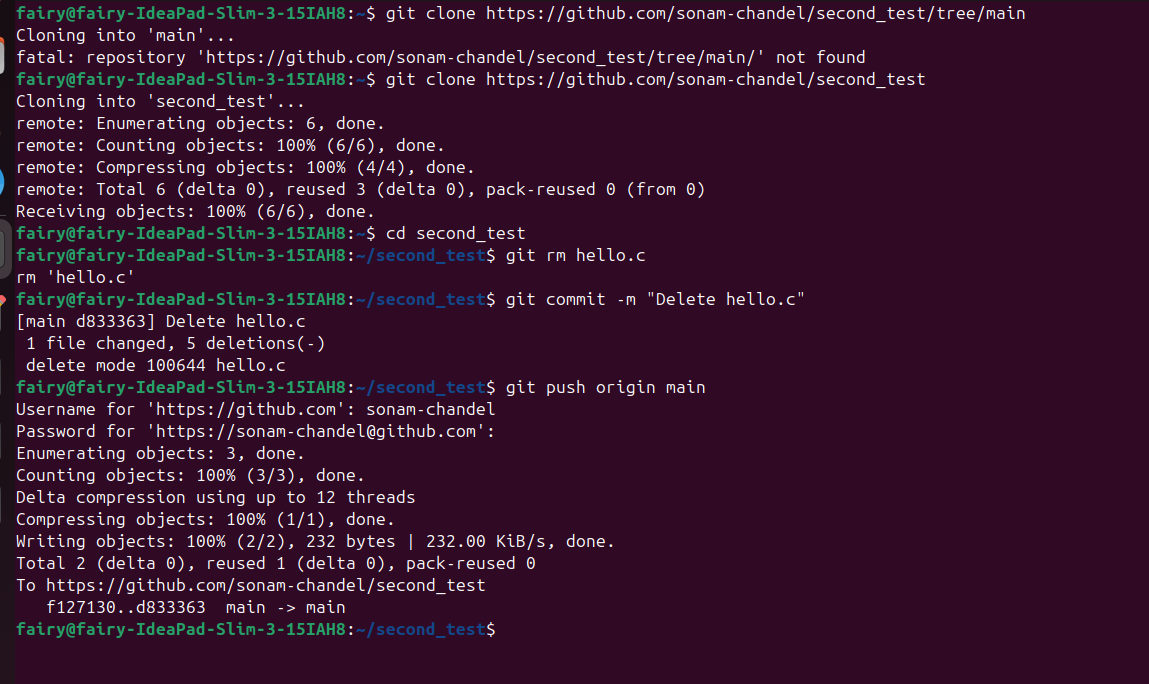 fairy@fairy-IdeaPad-Slim-3-15IAH8:~$ git clone https://github.com/sonam-chandel/second_test/tree/main
Cloning into 'main'...
fatal: repository 'https://github.com/sonam-chandel/second_test/tree/main/' not found
fairy@fairy-IdeaPad-Slim-3-15IAH8:~$ git clone https://github.com/sonam-chandel/second_test
Cloning into 'second_test'...
remote: Enumerating objects: 6, done.
remote: Counting objects: 100% (6/6), done.
remote: Compressing objects: 100% (4/4), done.
remote: Total 6 (delta 0), reused 3 (delta 0), pack-reused 0 (from 0)
Receiving objects: 100% (6/6), done.
fairy@fairy-IdeaPad-Slim-3-15IAH8:~$ cd second_test
fairy@fairy-IdeaPad-Slim-3-15IAH8:~/second_test$ git rm hello.c
rm 'hello.c'
fairy@fairy-IdeaPad-Slim-3-15IAH8:~/second_test$ git commit -m "Delete hello.c"
[main d833363] Delete hello.c
 1 file changed, 5 deletions(-)
 delete mode 100644 hello.c
fairy@fairy-IdeaPad-Slim-3-15IAH8:~/second_test$ git push origin main
Username for 'https://github.com': sonam-chandel
Password for 'https://sonam-chandel@github.com':
Enumerating objects: 3, done.
Counting objects: 100% (3/3), done.
Delta compression using up to 12 threads
Compressing objects: 100% (1/1), done.
Writing objects: 100% (2/2), 232 bytes | 232.00 KiB/s, done.
Total 2 (delta 0), reused 1 (delta 0), pack-reused 0
To https://github.com/sonam-chandel/second_test
   f127130..d833363  main -> main
fairy@fairy-IdeaPad-Slim-3-15IAH8:~/second_test$